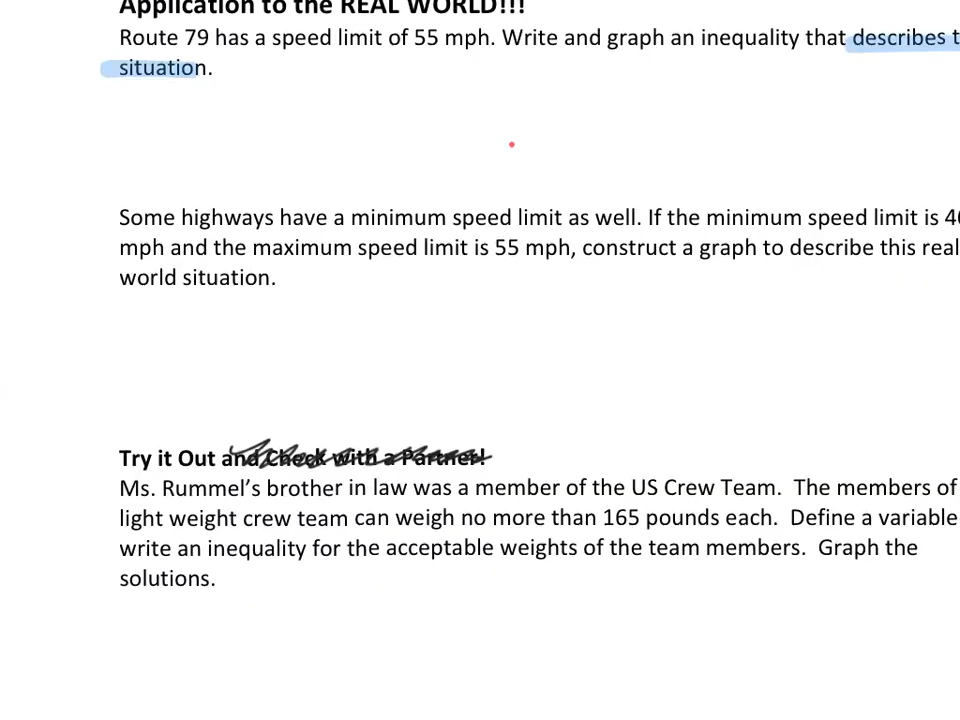 Application to the REAL WORLD!!!
Route 79 has a speed limit of 55 mph. Write and graph an inequality that describes
situation.
Some highways have a minimum speed limit as well. If the minimum speed limit is
mph and the maximum speed limit is 55 mph, construct a graph to describe this real
world situation.
Try it Out and Check with a Partner!
Ms. Rummel’s brother in law was a member of the US Crew Team. The members of
light weight crew team can weigh no more than 165 pounds each. Define a variable
write an inequality for the acceptable weights of the team members. Graph the
solutions.